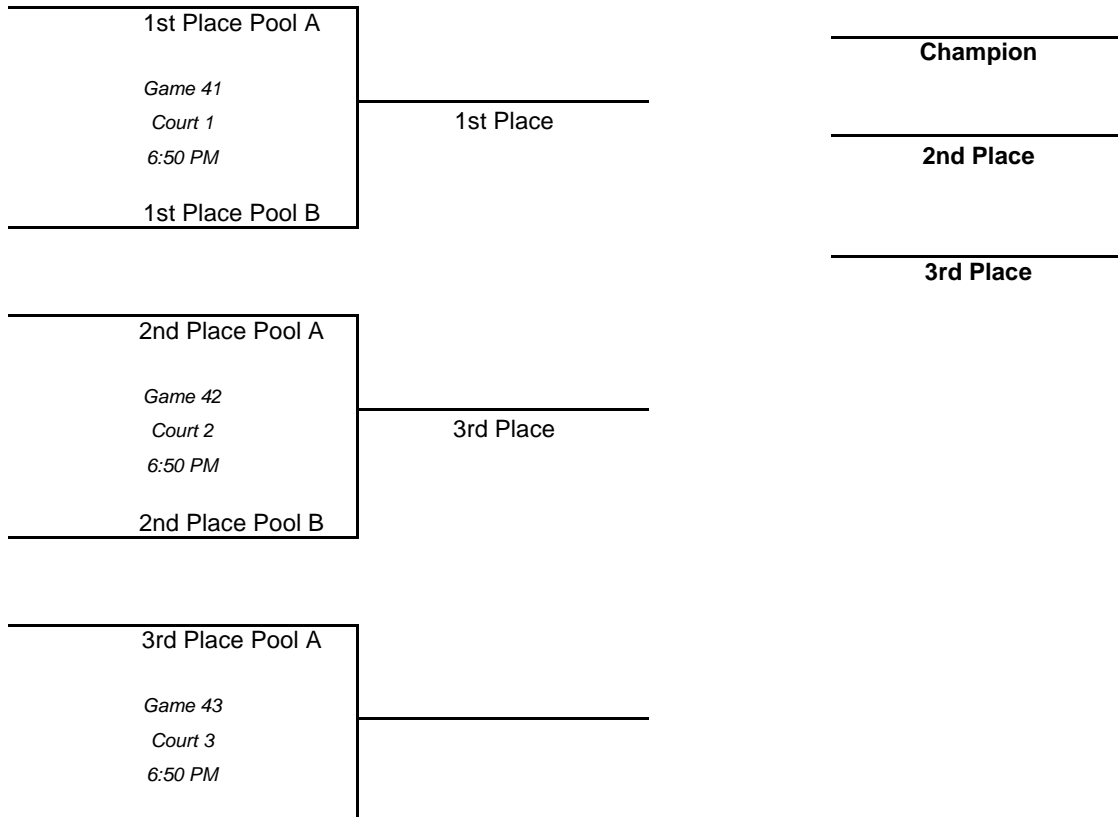 1st Place Pool A
Game 41
Court 1
6:50 PM
1st Place Pool B
1st Place
2nd Place Pool A
Game 42
Court 2
6:50 PM
2nd Place Pool B
3rd Place
3rd Place Pool A
Game 43
Court 3
6:50 PM
Champion
2nd Place
3rd Place